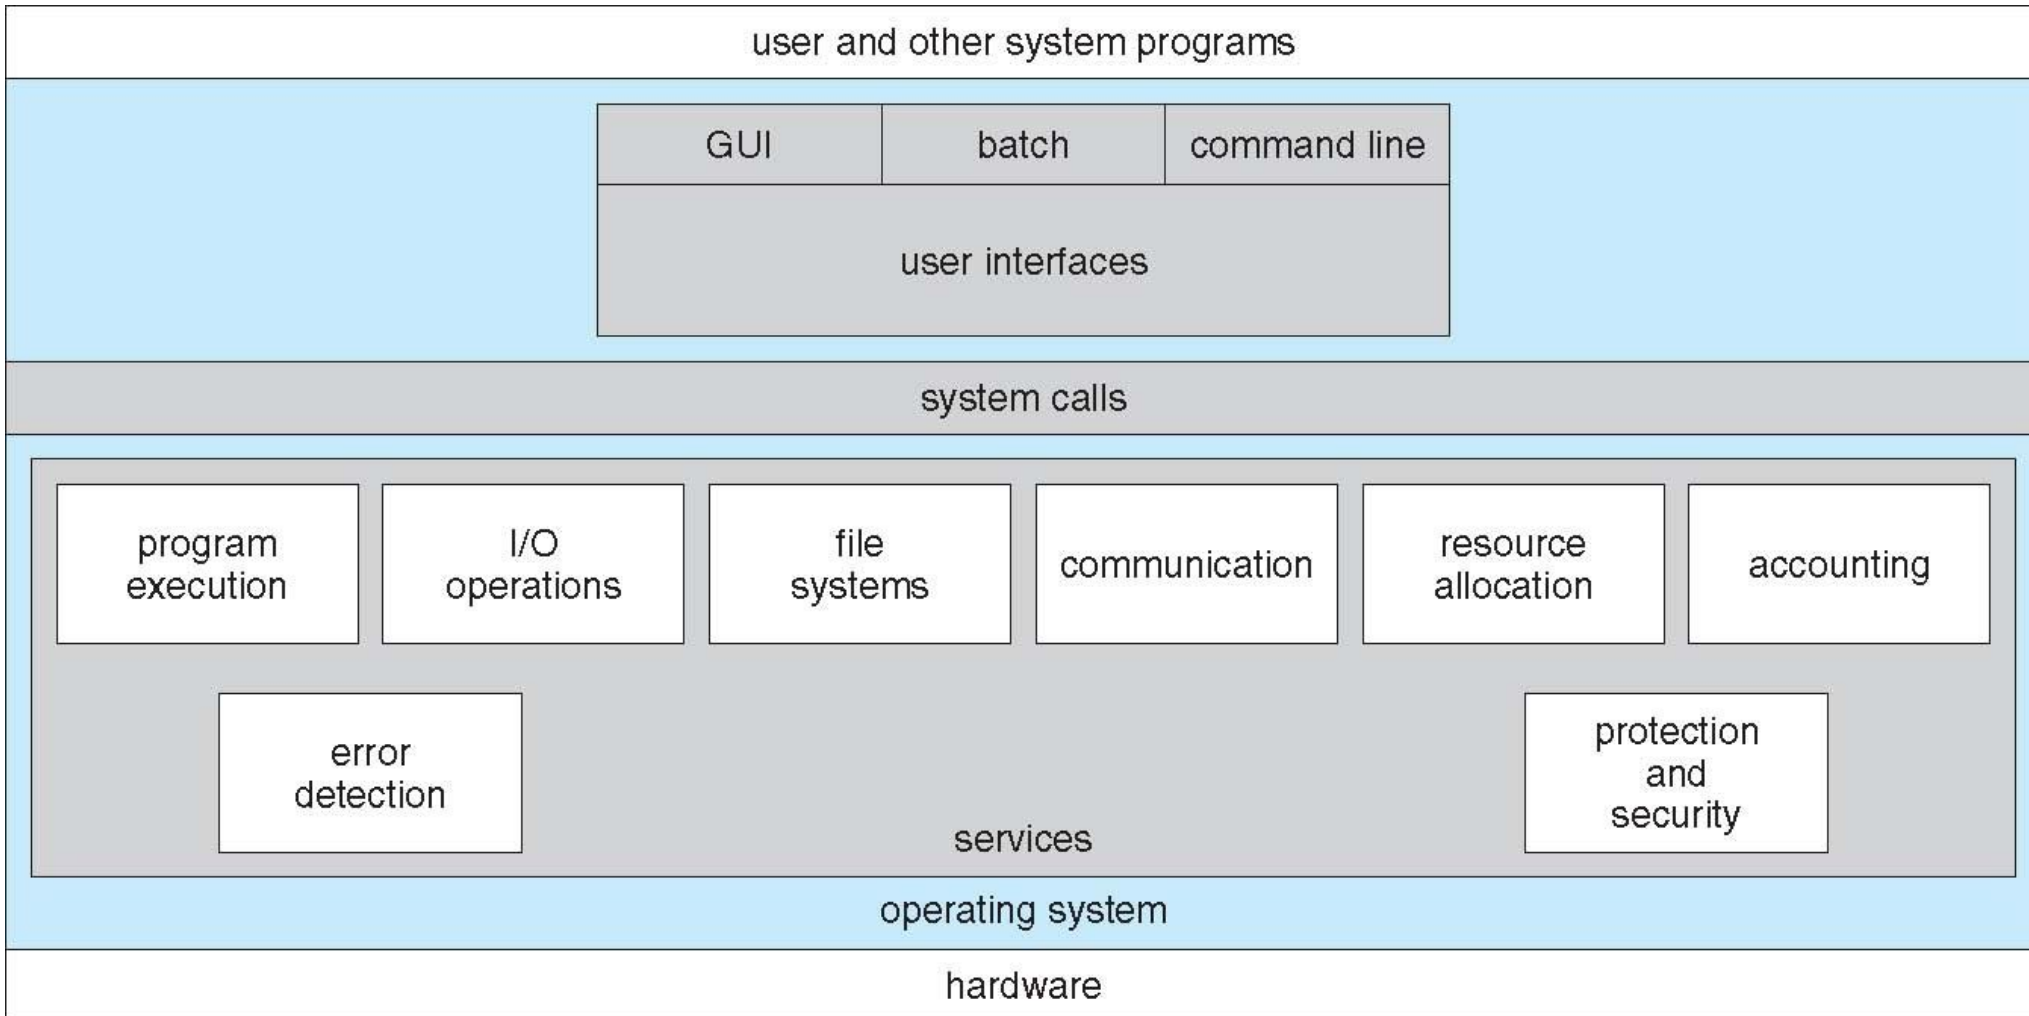 user and other system programs
GUI
batch
command line
user interfaces
system calls
program
execution
I/O
operations
file
systems
communication
resource
allocation
accounting
error
detection
protection
and
security
services
operating system
hardware